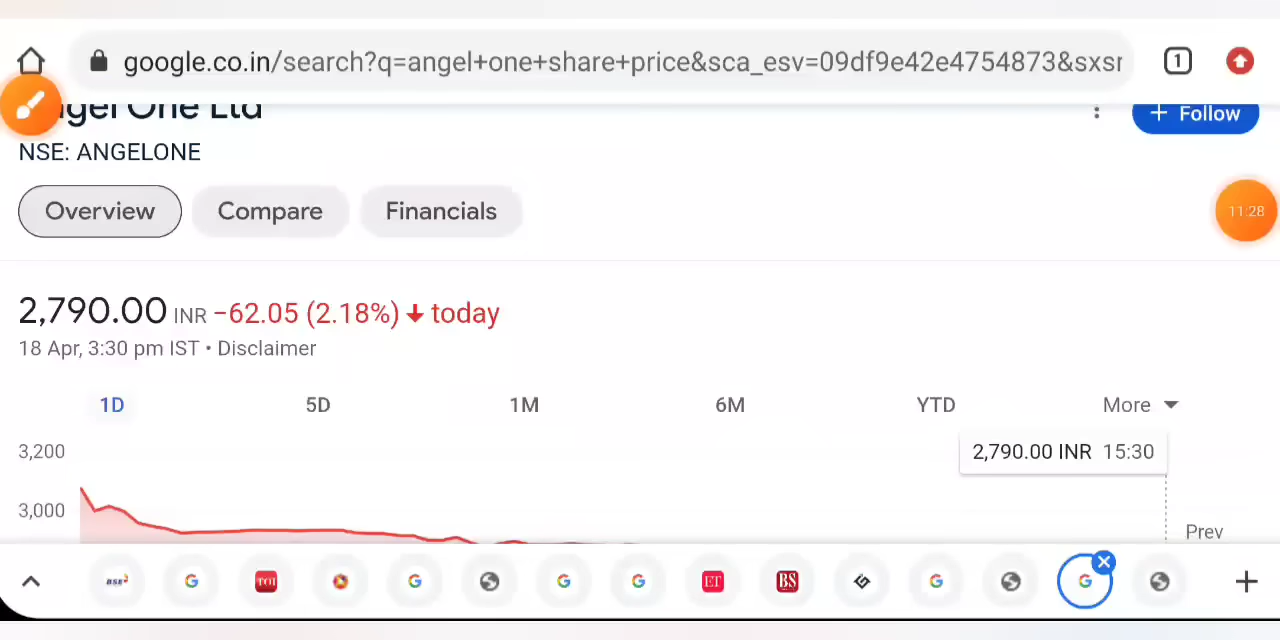 google.co.in/search?q=angel+one+share+price&sca_esv=09df9e42e4754873&sxsr
1
Angel One Ltd
+ Follow
NSE: ANGELONE
Overview
Compare
Financials
11:28
2,790.00 INR −62.05 (2.18%) ↓ today
18 Apr, 3:30 pm IST • Disclaimer
1D 5D 1M 6M YTD More
2,790.00 INR 15:30
3,200
3,000
Prev
BSE
G
TOI
G
G
G
ET
BS
G
G